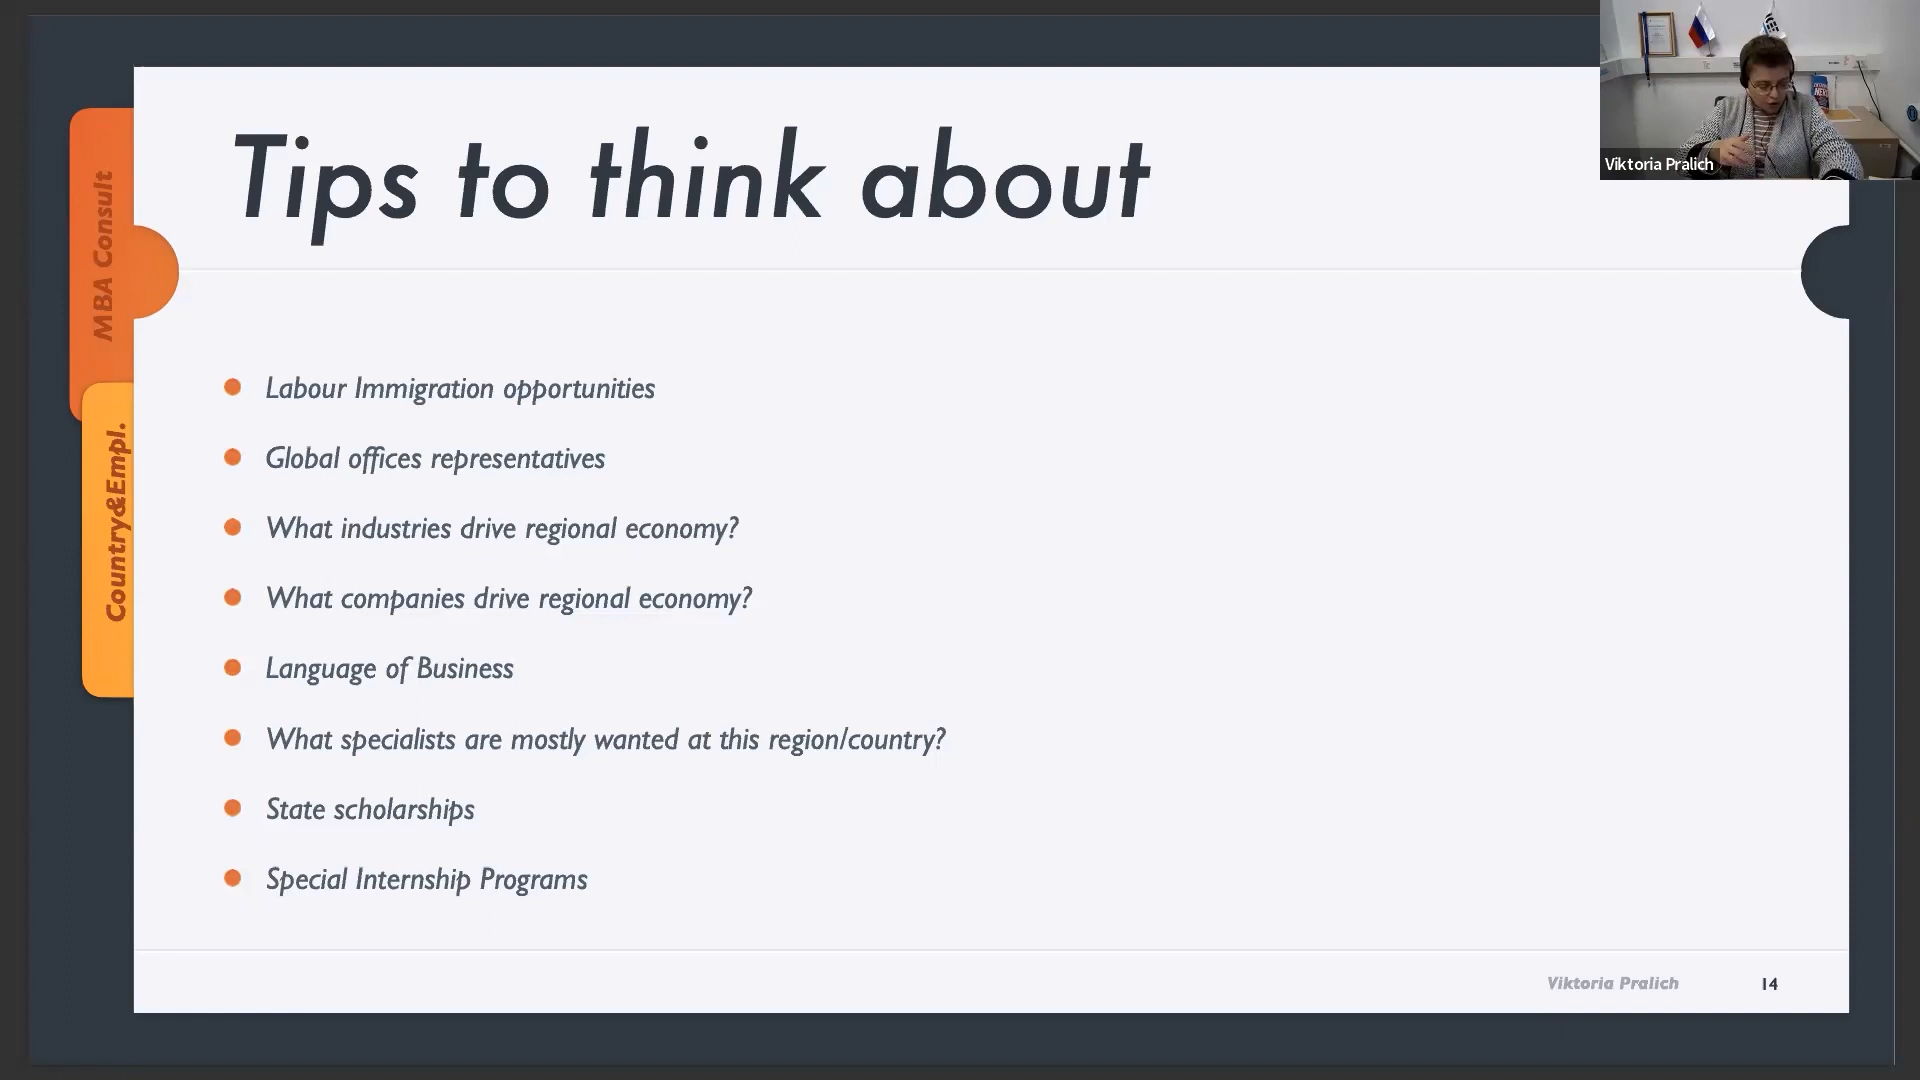 Tips to think about
MBA Consult
Country&Empl.
Labour Immigration opportunities
Global offices representatives
What industries drive regional economy?
What companies drive regional economy?
Language of Business
What specialists are mostly wanted at this region/country?
State scholarships
Special Internship Programs
Viktoria Pralich
14
Viktoria Pralich